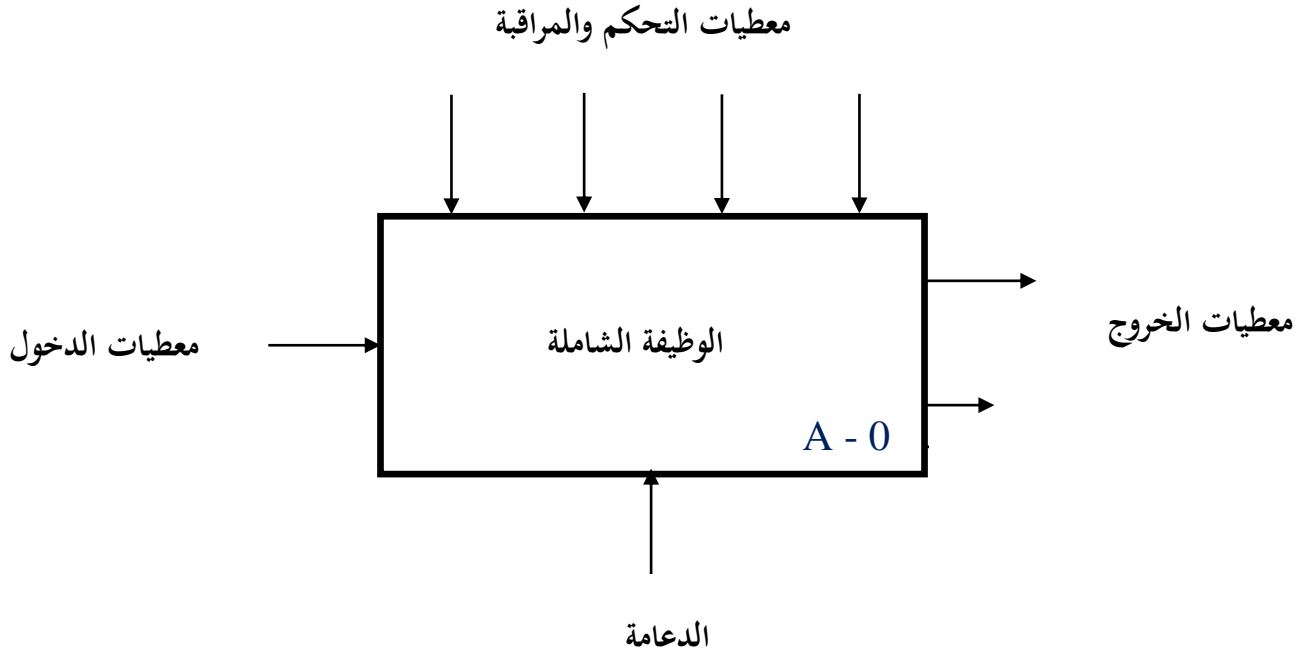 معطيات التحكم والمراقبة
معطيات الخروج
الوظيفة الشاملة
معطيات الدخول
A - 0
الدعامة